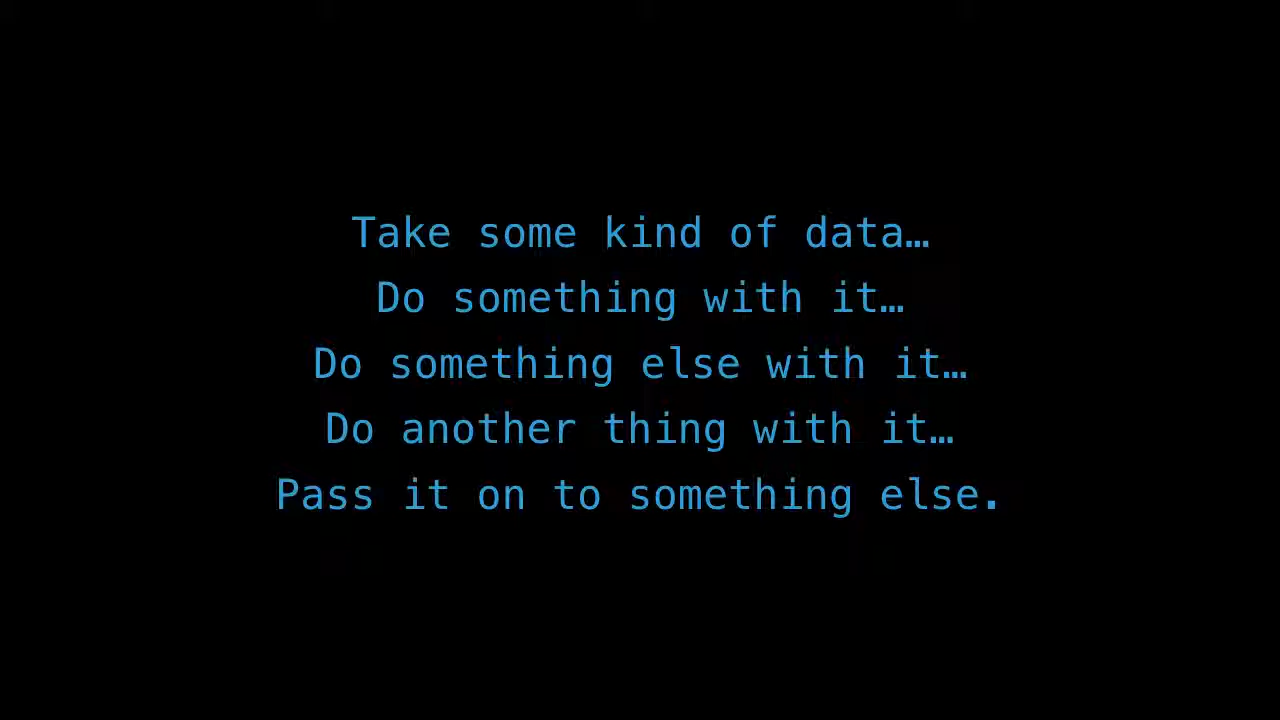 Take some kind of data…
Do something with it…
Do something else with it…
Do another thing with it…
Pass it on to something else.